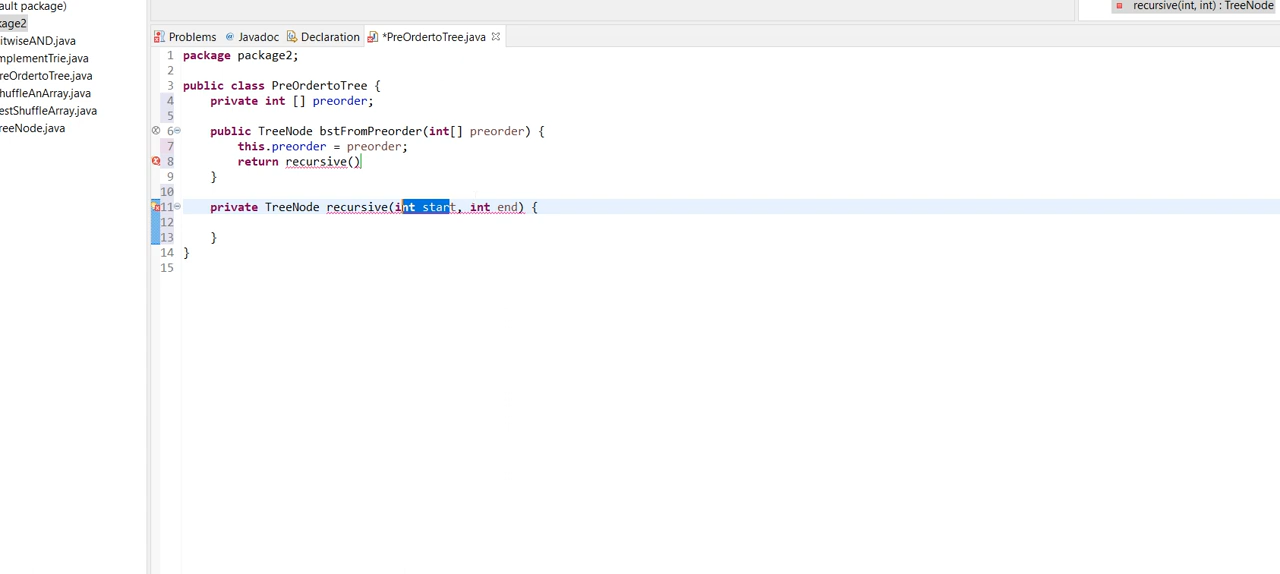 ault package)
kage2
itwiseAND.java
mplementTrie.java
reOrdertoTree.java
huffleAnArray.java
estShuffleArray.java
reeNode.java
recursive(int, int) : TreeNode
Problems @ Javadoc Declaration *PreOrdertoTree.java
1 package package2;
2
3 public class PreOrdertoTree {
4 private int [] preorder;
5
6 public TreeNode bstFromPreorder(int[] preorder) {
7 this.preorder = preorder;
8 return recursive()
9 }
10
11 private TreeNode recursive(int start, int end) {
12
13 }
14 }
15